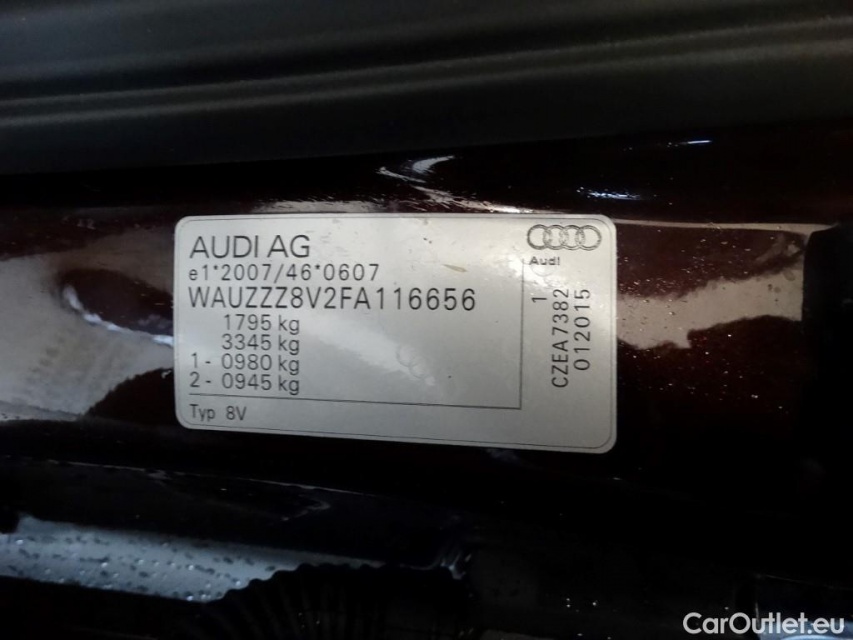 AUDI AG
e1*2007/46*0607
WAUZZZ8V2FA116656
1795 kg
3345 kg
1- 0980 kg
2- 0945 kg
Typ 8V
Audi
1
CZEA7382
012015
CarOutlet.eu